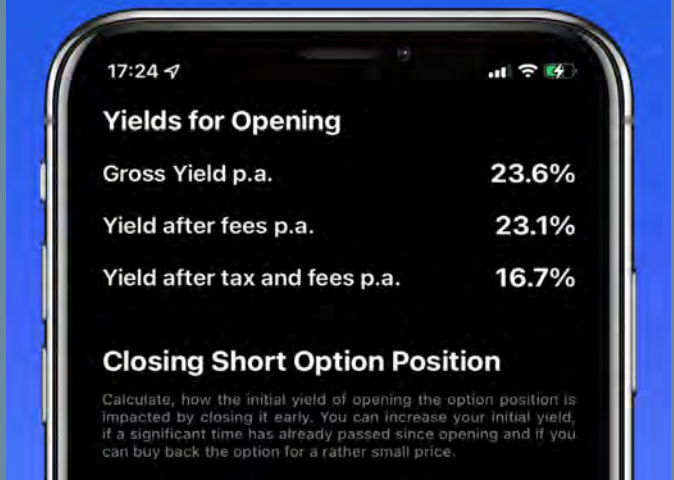 17:24
Yields for Opening
Gross Yield p.a. 23.6%
Yield after fees p.a. 23.1%
Yield after tax and fees p.a. 16.7%
Closing Short Option Position
Calculate, how the initial yield of opening the option position is
impacted by closing it early. You can increase your initial yield,
if a significant time has already passed since opening and if you
can buy back the option for a rather small price.